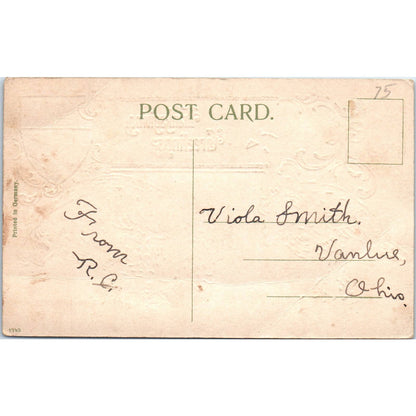 75
POST CARD.
Printed in Germany.
From
R.C.
Viola Smith.
Vanlue,
Ohio.